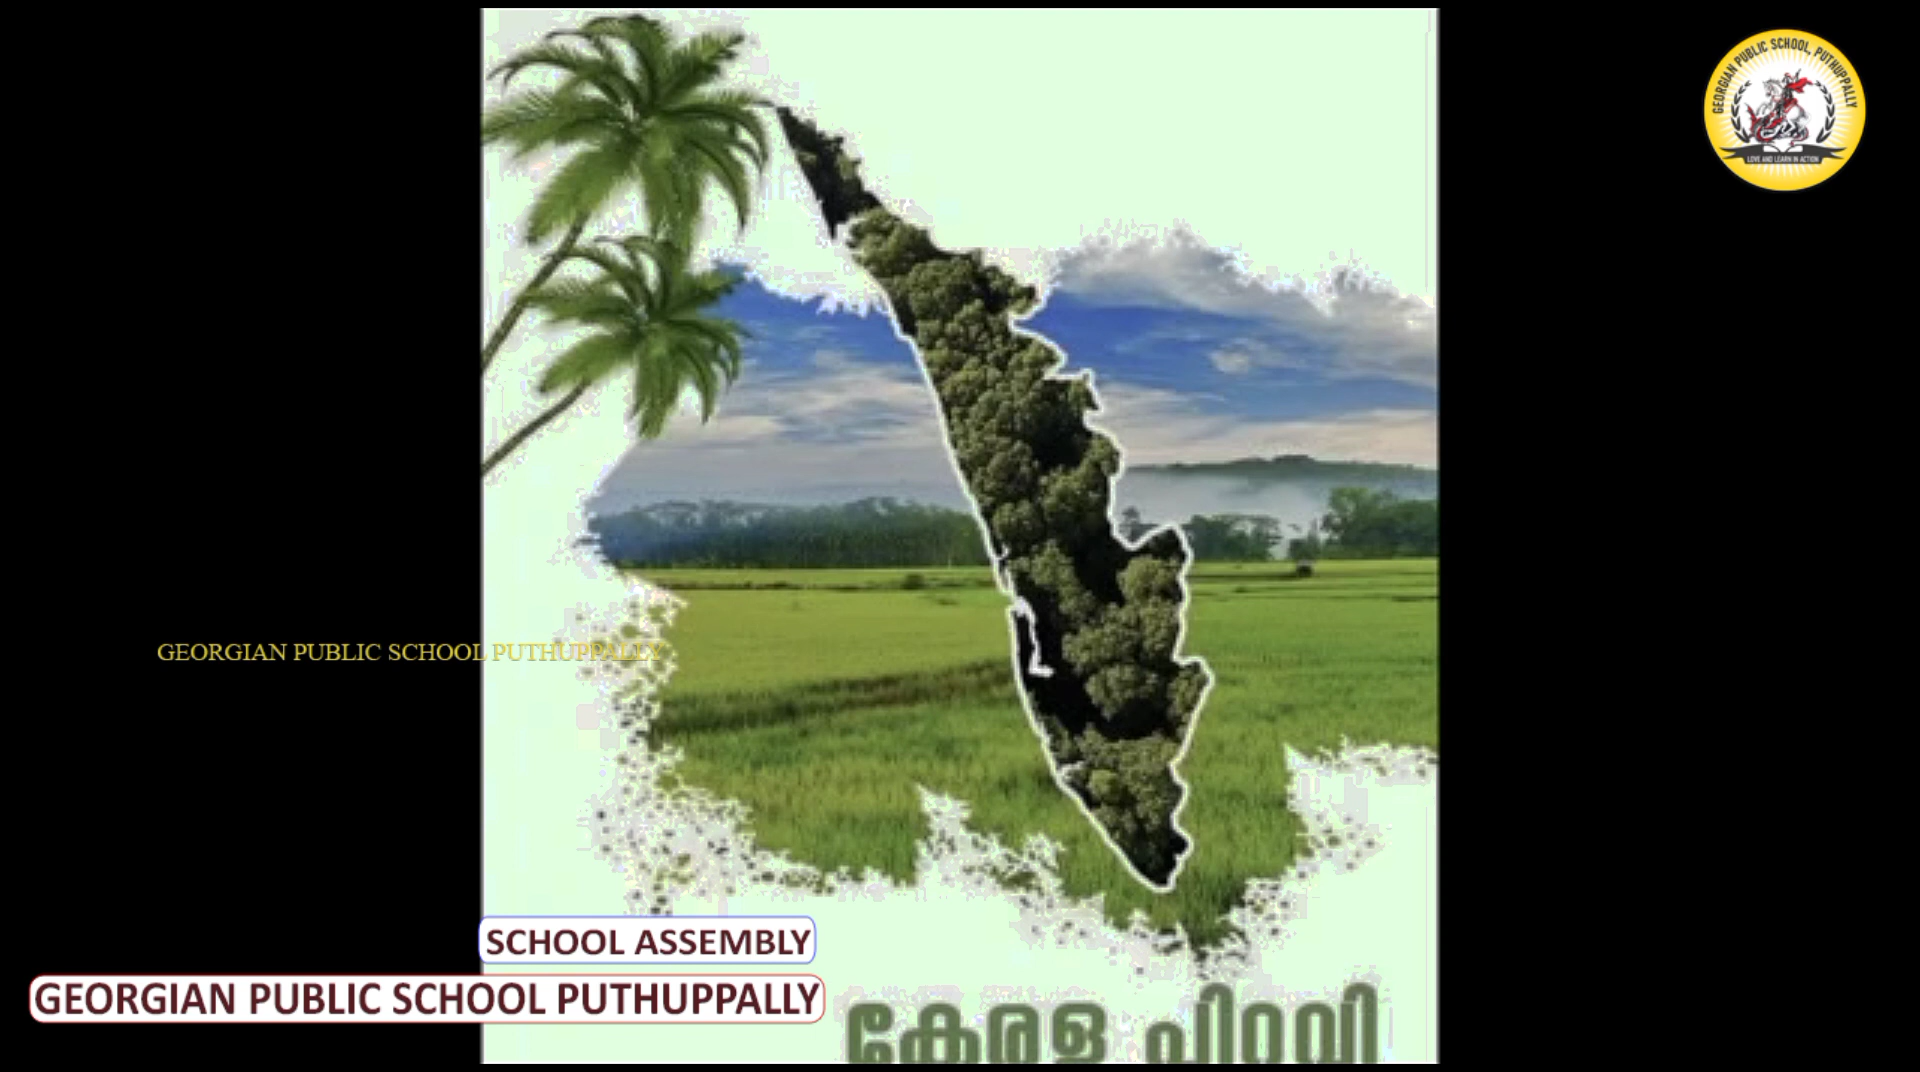 GEORGIAN PUBLIC SCHOOL, PUTHUPPALLY
LOVE AND LEARN IN ACTION
GEORGIAN PUBLIC SCHOOL PUTHUPPALLY
SCHOOL ASSEMBLY
GEORGIAN PUBLIC SCHOOL PUTHUPPALLY
കേരള പിറവി